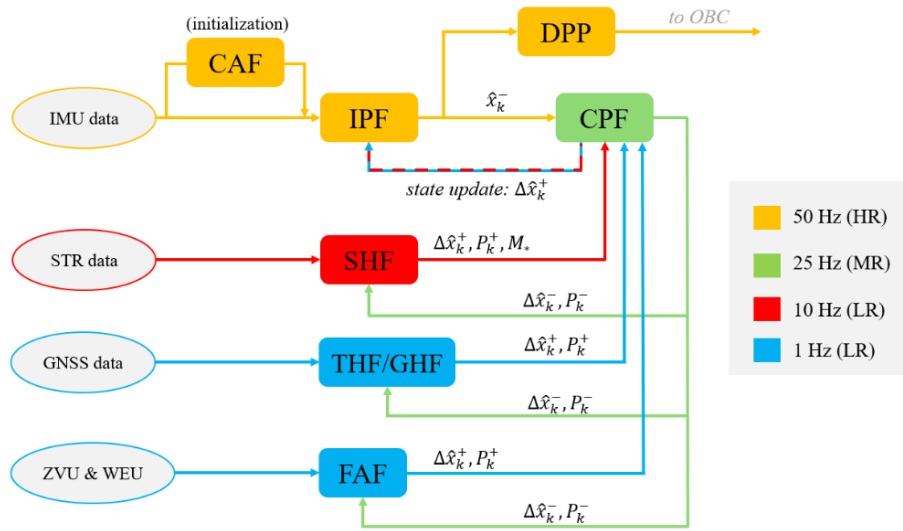 (initialization)
CAF
DPP
to OBC
IMU data
IPF
x̂ₖ⁻
CPF
state update: Δx̂ₖ⁺
STR data
SHF
Δx̂ₖ⁺, Pₖ⁺, M*
Δx̂ₖ⁻, Pₖ⁻
GNSS data
THF/GHF
Δx̂ₖ⁺, Pₖ⁺
Δx̂ₖ⁻, Pₖ⁻
ZVU & WEU
FAF
Δx̂ₖ⁺, Pₖ⁺
Δx̂ₖ⁻, Pₖ⁻
50 Hz (HR)
25 Hz (MR)
10 Hz (LR)
1 Hz (LR)